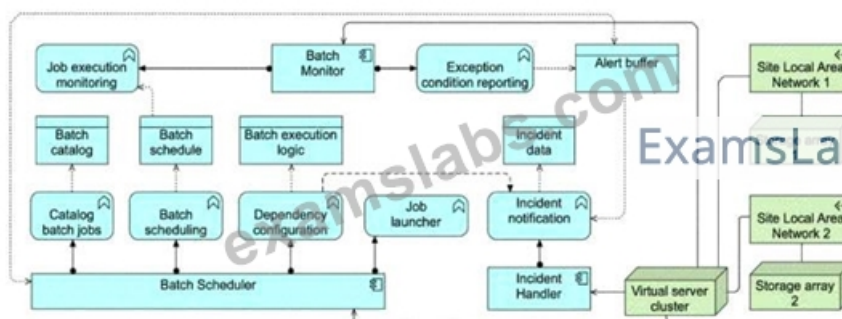 Job execution
monitoring
Batch
Monitor
Exception
condition reporting
Alert buffer
Site Local Area
Network 1
Batch
catalog
Batch
schedule
Batch execution
logic
Incident
data
ExamsLa
Catalog
batch jobs
Batch
scheduling
Dependency
configuration
Job
launcher
Incident
notification
Site Local Area
Network 2
Batch Scheduler
Incident
Handler
Virtual server
cluster
Storage array
2
examslabs.com